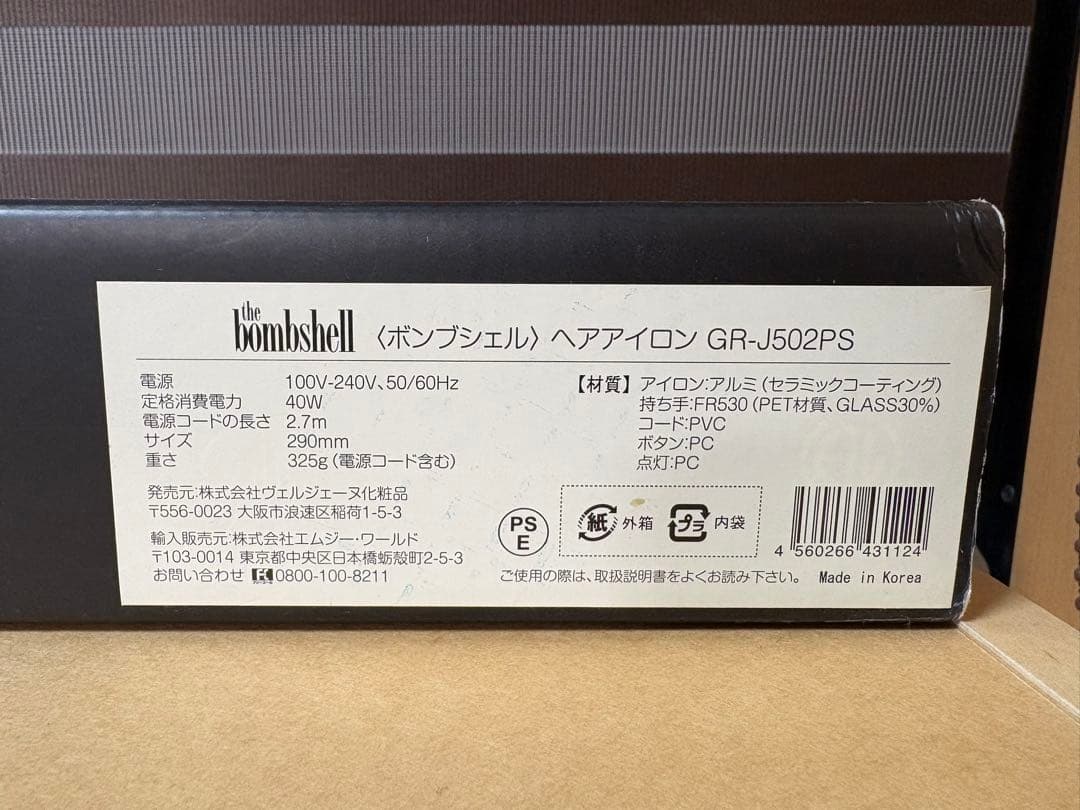 the bombshell 〈ボンブシェル〉 ヘアアイロン GR-J502PS
電源 100V-240V、50/60Hz
定格消費電力 40W
電源コードの長さ 2.7m
サイズ 290mm
重さ 325g（電源コード含む）
【材質】 アイロン：アルミ（セラミックコーティング）
持ち手：FR530（PET材質、GLASS30%）
コード：PVC
ボタン：PC
点灯：PC
発売元：株式会社ヴェルジェーヌ化粧品
〒556-0023 大阪市浪速区稲荷1-5-3
輸入販売元：株式会社エムジー・ワールド
〒103-0014 東京都中央区日本橋蛎殻町2-5-3
お問い合わせ 0800-100-8211
PS
E
紙 外箱 プラ 内袋
4 560266 431124
ご使用の際は、取扱説明書をよくお読み下さい。 Made in Korea